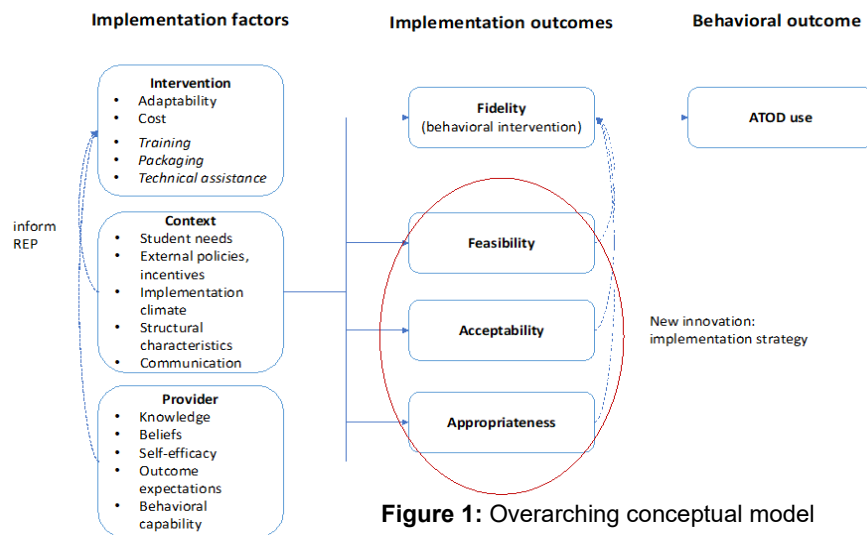 Implementation factors
Implementation outcomes
Behavioral outcome
Intervention
• Adaptability
• Cost
• Training
• Packaging
• Technical assistance
inform
REP
Context
• Student needs
• External policies,
incentives
• Implementation
climate
• Structural
characteristics
• Communication
Provider
• Knowledge
• Beliefs
• Self-efficacy
• Outcome
expectations
• Behavioral
capability
Fidelity
(behavioral intervention)
Feasibility
Acceptability
Appropriateness
ATOD use
New innovation:
implementation strategy
Figure 1: Overarching conceptual model